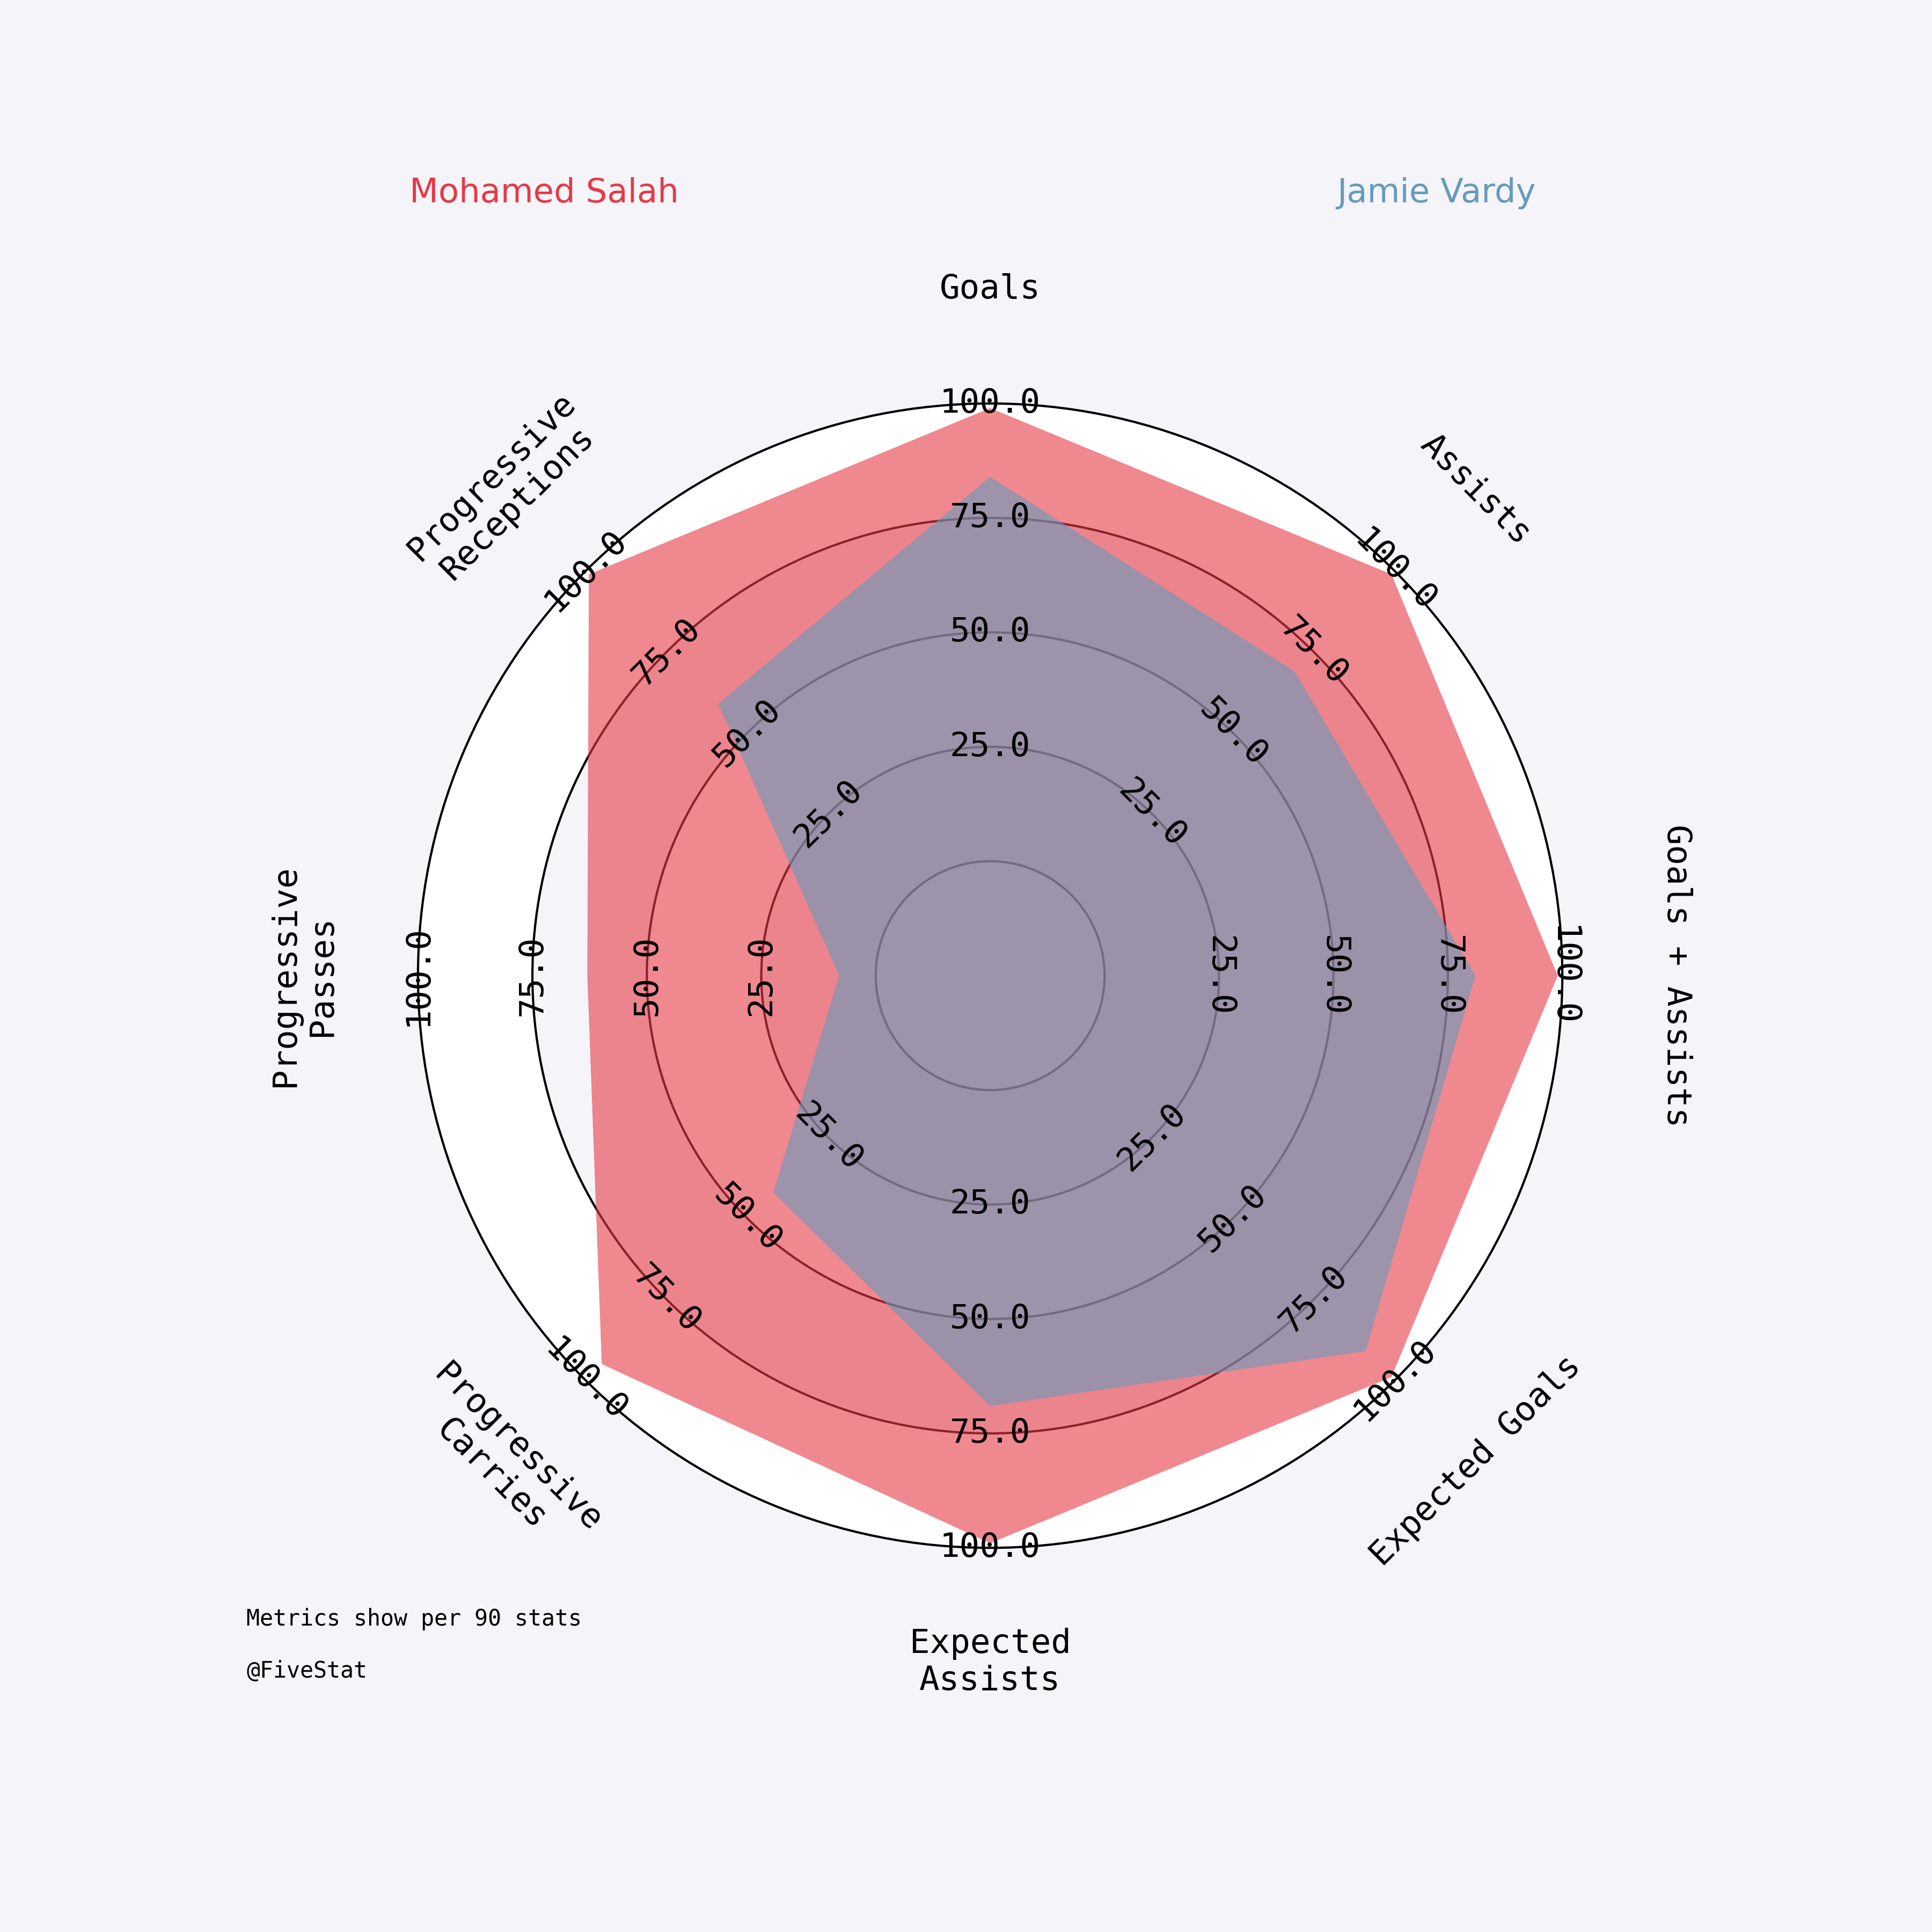 Mohamed Salah
Jamie Vardy
Goals
Assists
Goals + Assists
Expected Goals
Expected
Assists
Progressive
Carries
Progressive
Passes
Progressive
Receptions
25.0
50.0
75.0
100.0
25.0
50.0
75.0
100.0
25.0
50.0
75.0
100.0
25.0
50.0
75.0
100.0
25.0
50.0
75.0
100.0
25.0
50.0
75.0
100.0
25.0
50.0
75.0
100.0
25.0
50.0
75.0
100.0
Metrics show per 90 stats
@FiveStat